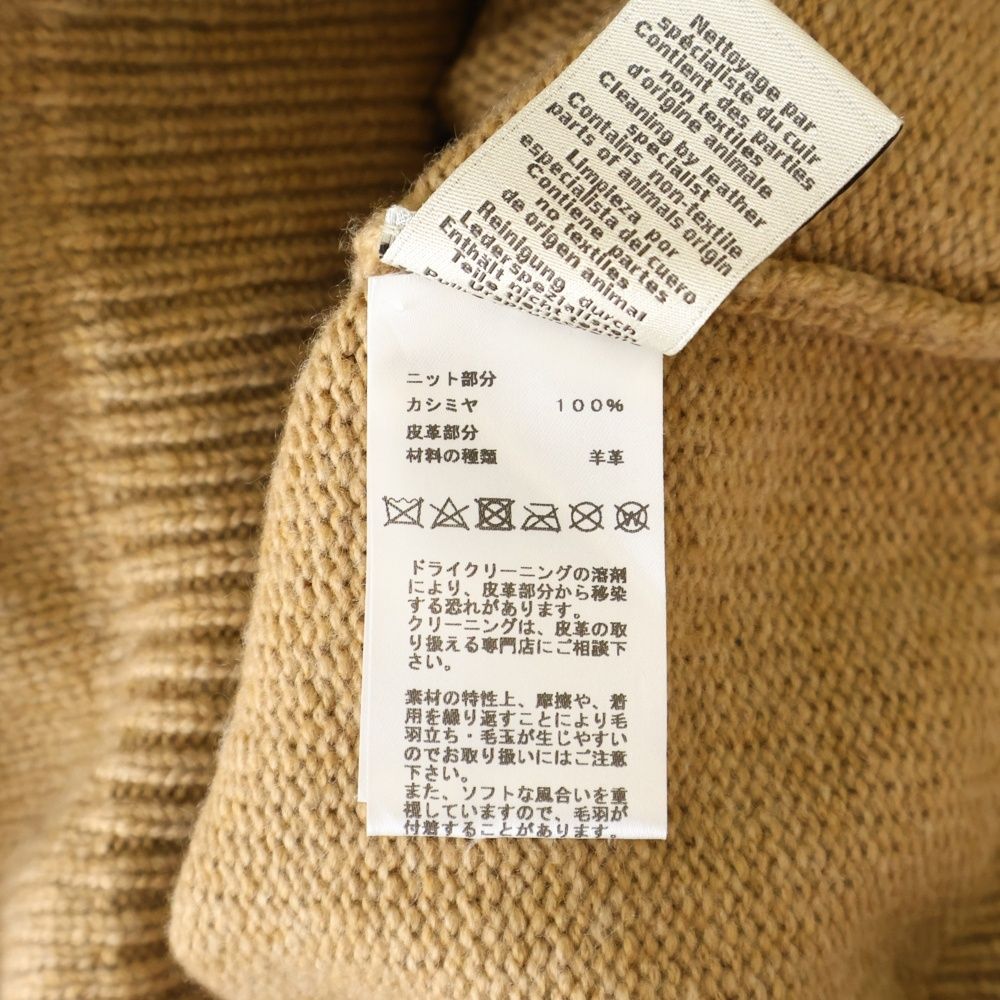 Nettoyage par
spécialiste du cuir
Contient des parties
non textiles
d'origine animale
Cleaning by leather
specialist
Contains non-textile
parts of animals origin
Limpieza por
especialista del cuero
Contiene partes
no textiles
de origen animal
Reinigung durch
Lederspezialisten
Enthält
Teile nichttextile
ニット部分
カシミヤ 100%
皮革部分
材料の種類 羊革
W
ドライクリーニングの溶剤
により、皮革部分から移染
する恐れがあります。
クリーニングは、皮革の取
り扱える専門店にご相談下
さい。
素材の特性上、摩擦や、着
用を繰り返すことにより毛
羽立ち・毛玉が生じやすい
のでお取り扱いにはご注意
下さい。
また、ソフトな風合いを重
視していますので、毛羽が
付着することがあります。